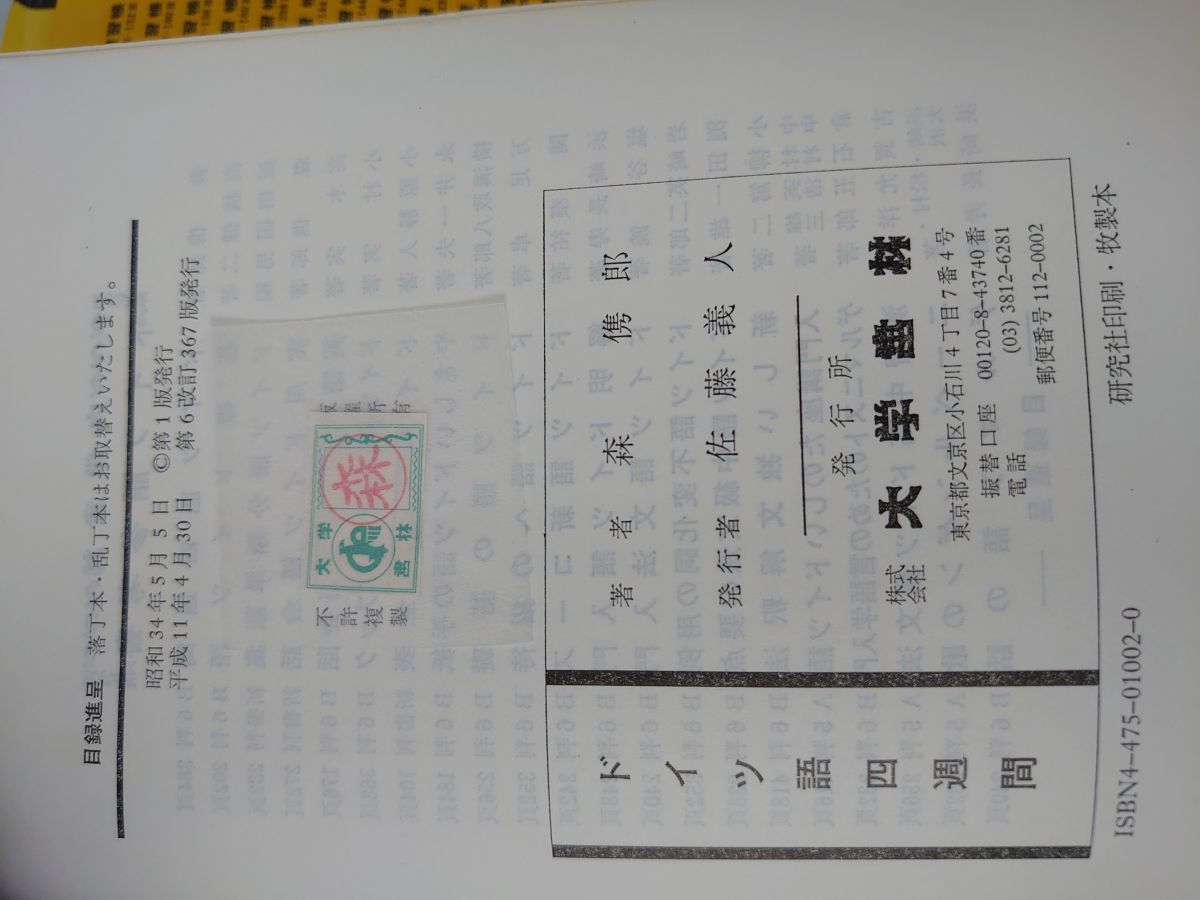 目録進呈　落丁本・乱丁本はお取替えいたします。
昭和34年5月5日　©第1版発行
平成11年4月30日　第6改訂367版発行
不許複製
大学書林
森
版権所有
ドイツ語四週間
著者　森　儁郎
発行者　佐藤義人
発行所
株式会社　大学書林
東京都文京区小石川4丁目7番4号
振替口座　00120-8-43740番
電話　(03) 3812-6281
郵便番号 112-0002
ISBN4-475-01002-0
研究社印刷・牧製本